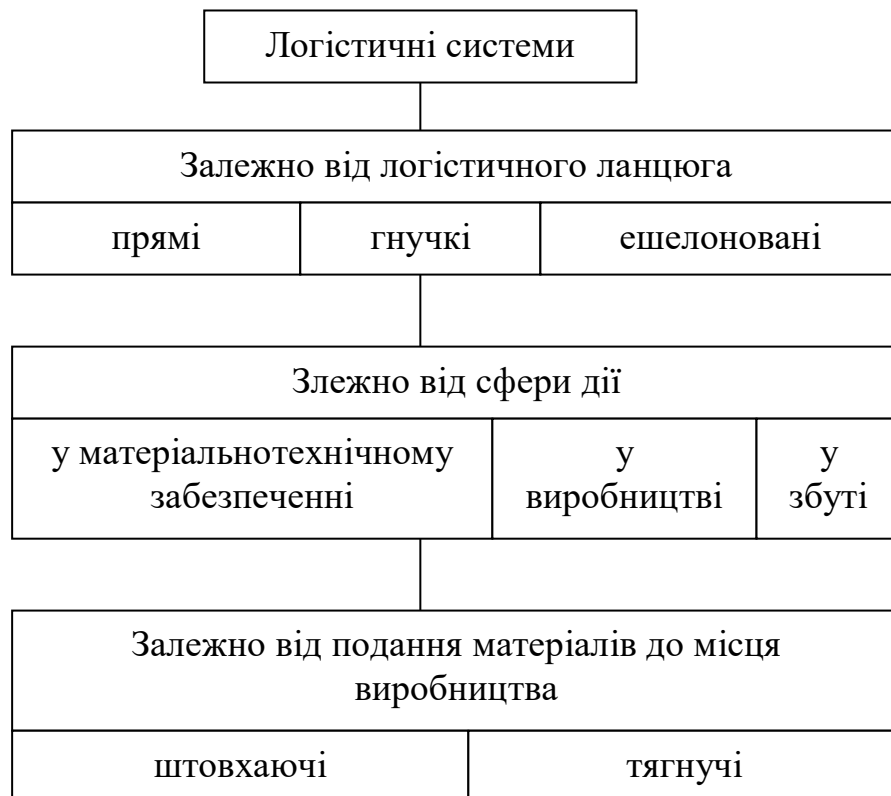 Логістичні системи
Залежно від логістичного ланцюга
прямі гнучкі ешелоновані
Злежно від сфери дії
у матеріальнотехнічному
забезпеченні
у
виробництві
у
збуті
Залежно від подання матеріалів до місця
виробництва
штовхаючі тягнучі